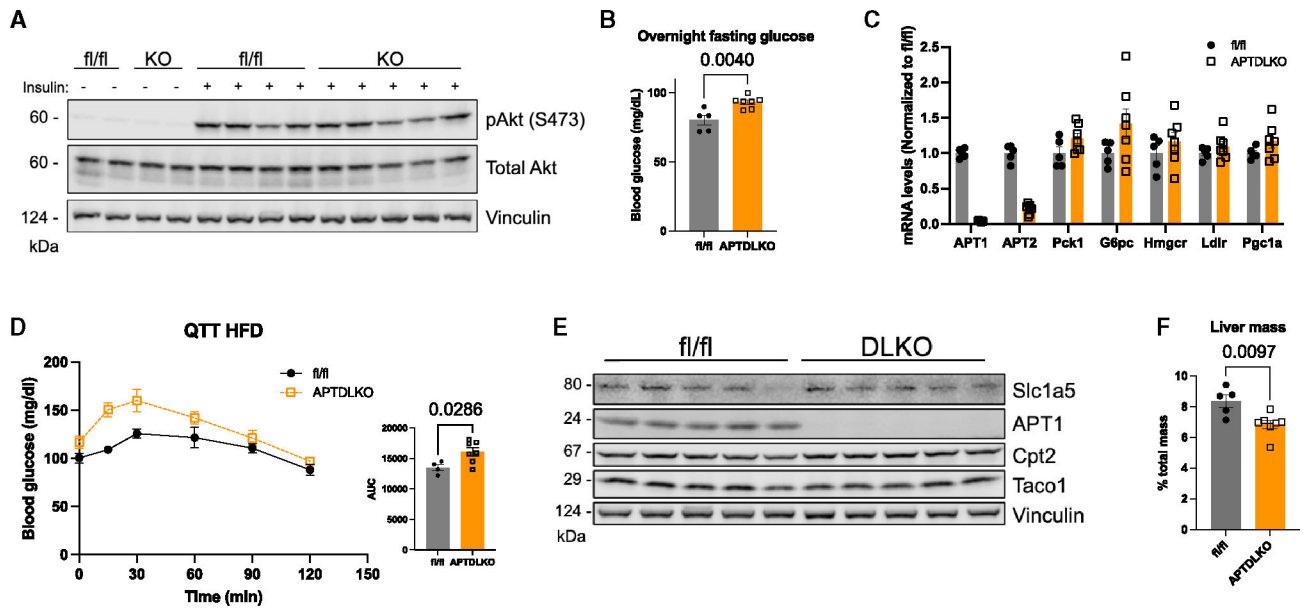 A
fl/fl KO fl/fl KO
Insulin: - - - - + + + + + + + + +
60 - pAkt (S473)
60 - Total Akt
124 - Vinculin
kDa
B
Overnight fasting glucose
0.0040
Blood glucose (mg/dL)
100
50
0
fl/fl APTDLKO
C
fl/fl
APTDLKO
mRNA levels (Normalized to fl/fl)
2.5
2.0
1.5
1.0
0.5
0.0
APT1 APT2 Pck1 G6pc Hmgcr Ldlr Pgc1a
D
QTT HFD
fl/fl
APTDLKO
Blood glucose (mg/dl)
200
150
100
50
0
0 30 60 90 120 150
Time (min)
0.0286
AUC
20000
15000
10000
5000
0
fl/fl APTDLKO
E
fl/fl DLKO
80 - Slc1a5
24 - APT1
67 - Cpt2
29 - Taco1
124 - Vinculin
kDa
F
Liver mass
0.0097
% total mass
10
8
6
4
2
0
fl/fl
APTDLKO